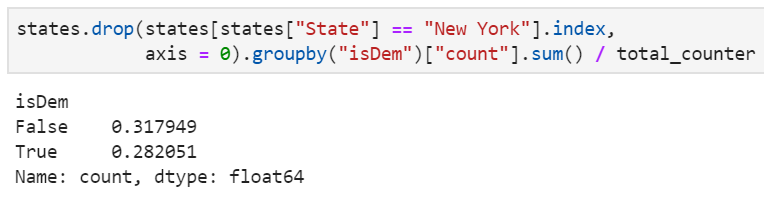 states.drop(states[states["State"] == "New York"].index,
            axis = 0).groupby("isDem")["count"].sum() / total_counter
isDem
False    0.317949
True     0.282051
Name: count, dtype: float64